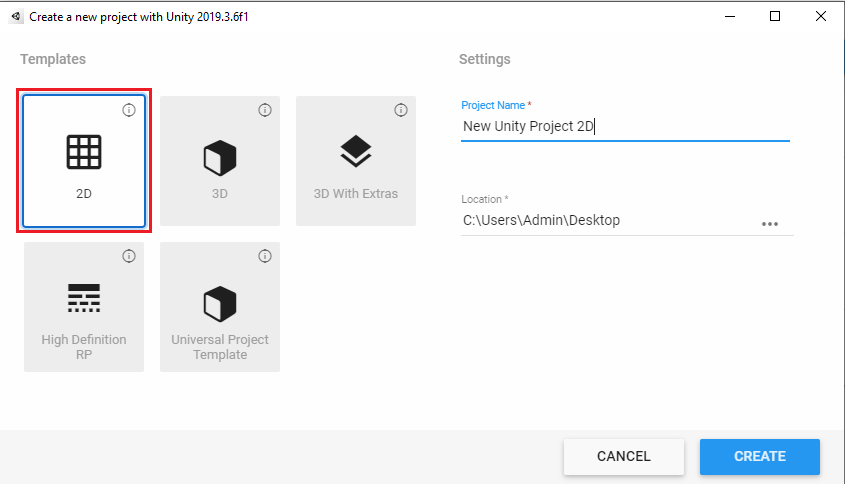 Create a new project with Unity 2019.3.6f1
Templates
Settings
2D
3D
3D With Extras
High Definition
RP
Universal Project
Template
Project Name *
New Unity Project 2D
Location *
C:\Users\Admin\Desktop
CANCEL
CREATE